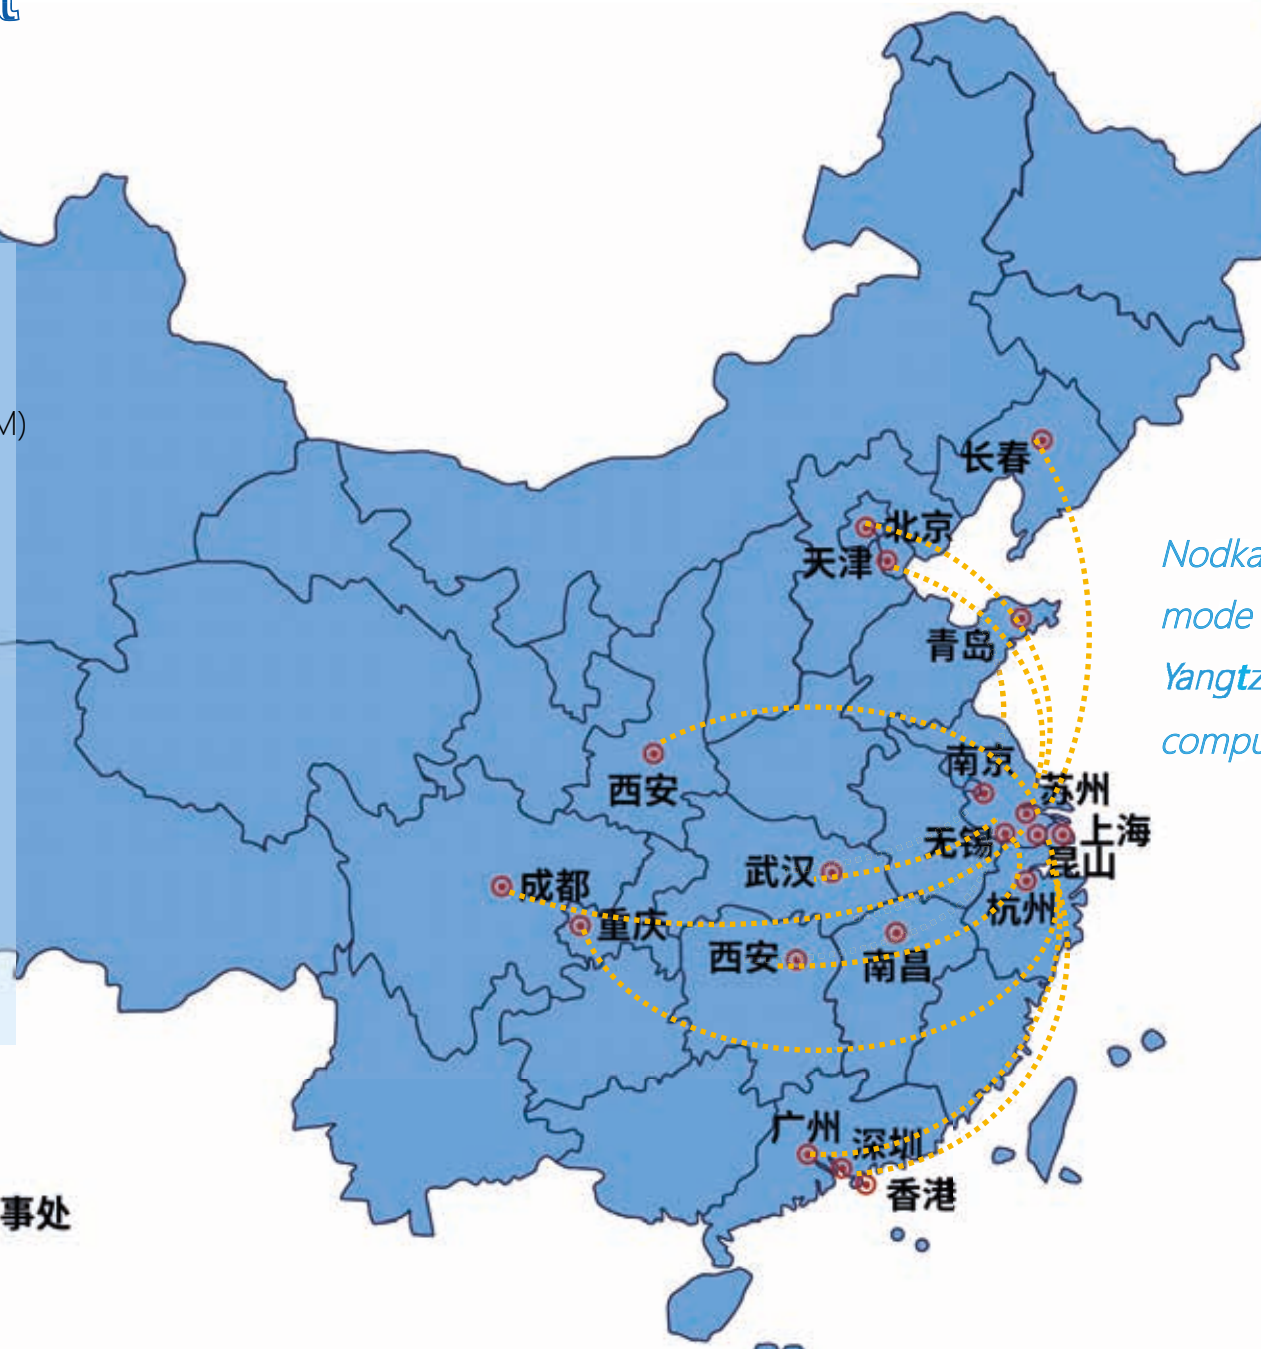 t
M)
长春
北京
天津
青岛
Nodka
mode
Yangtz
compu
南京
西安
苏州
上海
无锡
昆山
武汉
成都
杭州
重庆
西安
南昌
广州
深圳
香港
事处